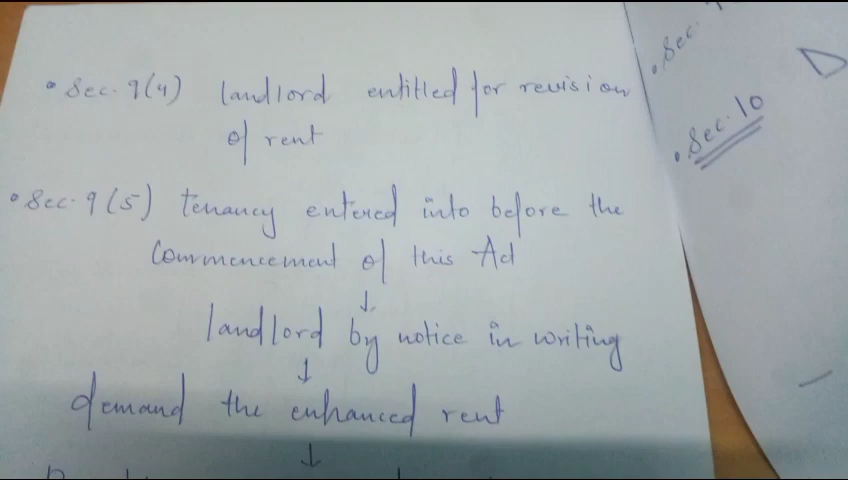 • Sec. 9(4) landlord entitled for revision
of rent
• Sec. 9(5) tenancy entered into before the
Commencement of this Act
↓
landlord by notice in writing
↓
demand the enhanced rent
↓
• Sec.
• Sec. 10